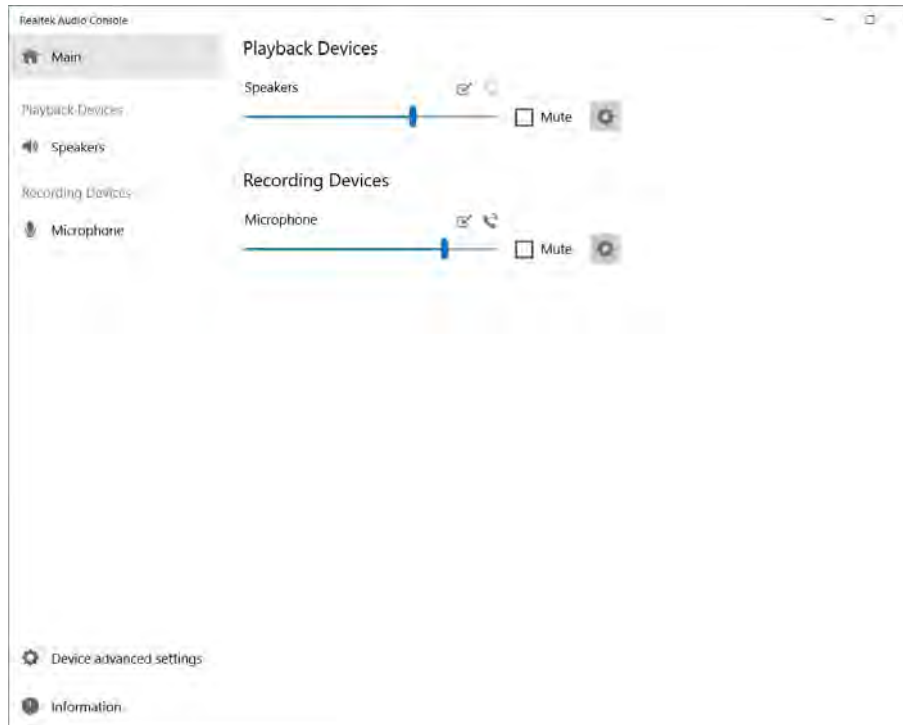 Realtek Audio Console
Main
Playback Devices
Speakers
Recording Devices
Microphone
Device advanced settings
Information
Playback Devices
Speakers
Mute
Recording Devices
Microphone
Mute